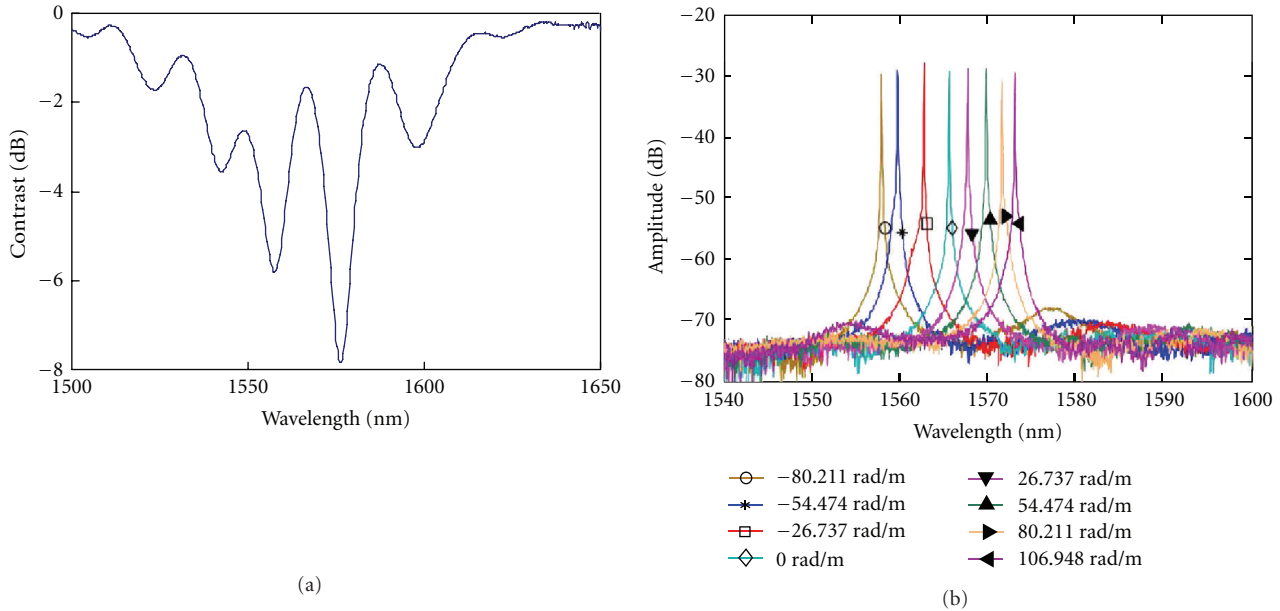 0
−2
−4
−6
−8
Contrast (dB)
1500
1550
1600
1650
Wavelength (nm)
(a)
−20
−30
−40
−50
−60
−70
−80
Amplitude (dB)
1540
1550
1560
1570
1580
1590
1600
Wavelength (nm)
−80.211 rad/m
−54.474 rad/m
−26.737 rad/m
0 rad/m
26.737 rad/m
54.474 rad/m
80.211 rad/m
106.948 rad/m
(b)